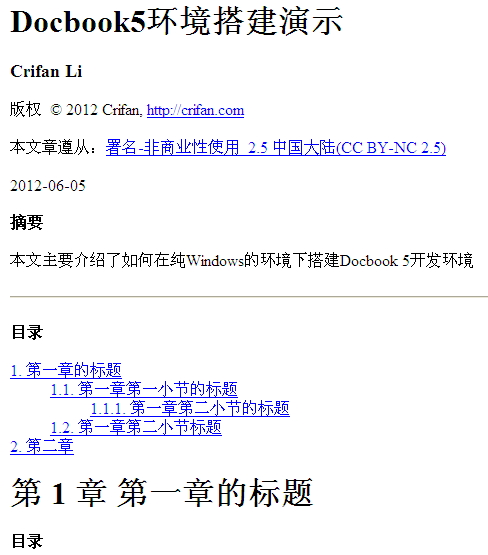 Docbook5环境搭建演示
Crifan Li
版权 © 2012 Crifan, http://crifan.com
本文章遵从：署名-非商业性使用 2.5 中国大陆(CC BY-NC 2.5)
2012-06-05
摘要
本文主要介绍了如何在纯Windows的环境下搭建Docbook 5开发环境
目录
1. 第一章的标题
1.1. 第一章第一小节的标题
1.1.1. 第一章第二小节的标题
1.2. 第一章第二小节标题
2. 第二章
第 1 章 第一章的标题
目录